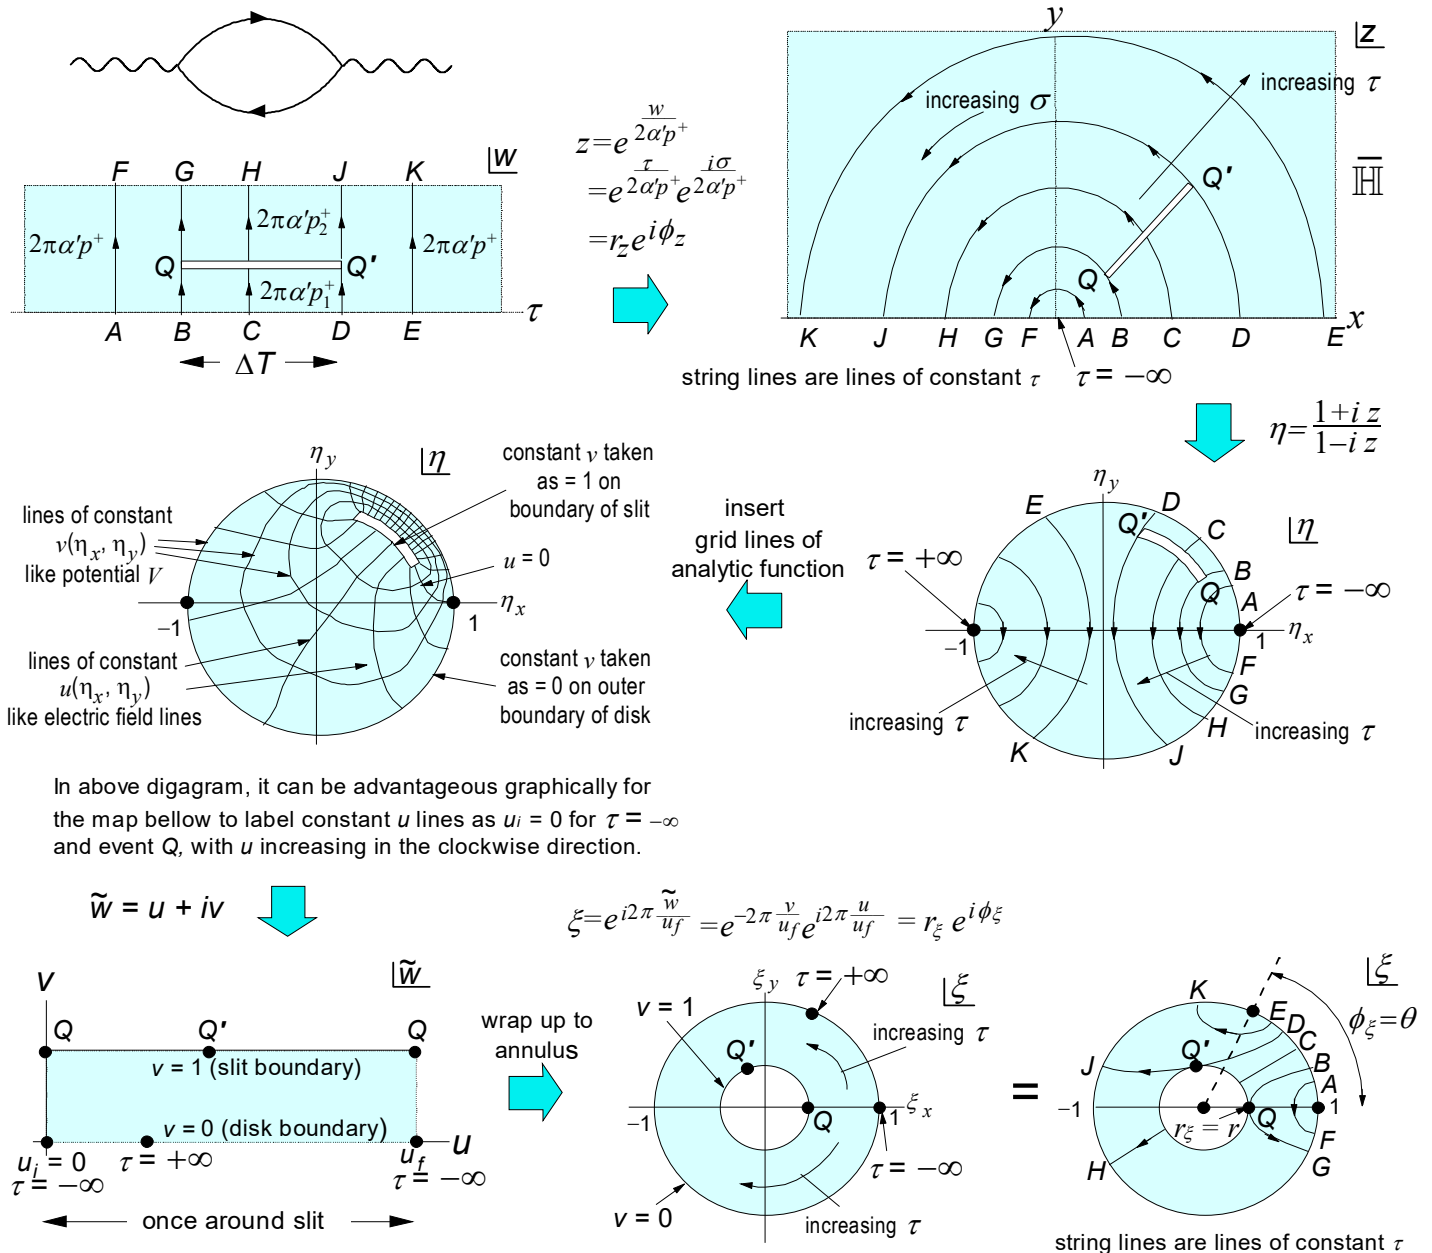 w
F G H J K
2πα′p⁺
2πα′p₂⁺
2πα′p⁺
Q Q′
2πα′p₁⁺
τ
A B C D E
ΔT
z=e^{w/2α′p⁺}
=e^{τ/2α′p⁺}e^{iσ/2α′p⁺}
=r_z e^{iϕ_z}
y
z
increasing τ
increasing σ
ℍ̅
Q′
Q
x
K J H G F A B C D E
string lines are lines of constant τ
τ = −∞
η = (1+i z)/(1−i z)
η_y
η
constant v taken
as = 1 on
boundary of slit
lines of constant
v(η_x, η_y)
like potential V
u = 0
η_x
−1
1
lines of constant
u(η_x, η_y)
like electric field lines
constant v taken
as = 0 on outer
boundary of disk
insert
grid lines of
analytic function
η_y
η
E
D
Q′
C
B
Q
A
τ = +∞
τ = −∞
−1
1
η_x
F
G
H
J
K
increasing τ
increasing τ
In above digagram, it can be advantageous graphically for
the map bellow to label constant u lines as u_i = 0 for τ = −∞
and event Q, with u increasing in the clockwise direction.
w̃ = u + iv
ξ=e^{i2π w̃/u_f} =e^{−2π v/u_f}e^{i2π u/u_f} = r_ξ e^{iϕ_ξ}
v
w̃
Q Q′ Q
v = 1 (slit boundary)
v = 0 (disk boundary)
u
u_i = 0
τ = −∞
τ = +∞
u_f
τ = −∞
once around slit
wrap up to
annulus
ξ_y
τ = +∞
ξ
v = 1
increasing τ
Q′
ξ_x
−1
Q
1
τ = −∞
v = 0
increasing τ
=
ξ
K
E
D
C
B
A
ϕ_ξ=θ
Q′
J
−1
1
r_ξ = r
Q
F
G
H
string lines are lines of constant τ